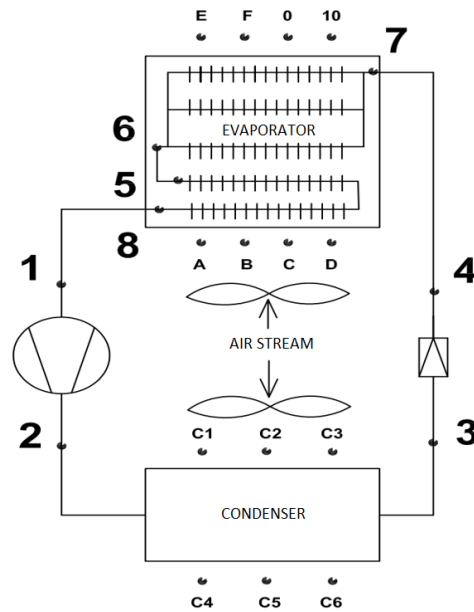 E F 0 10
7
EVAPORATOR
6
5
8
A B C D
1
4
AIR STREAM
2
C1 C2 C3
3
CONDENSER
C4 C5 C6